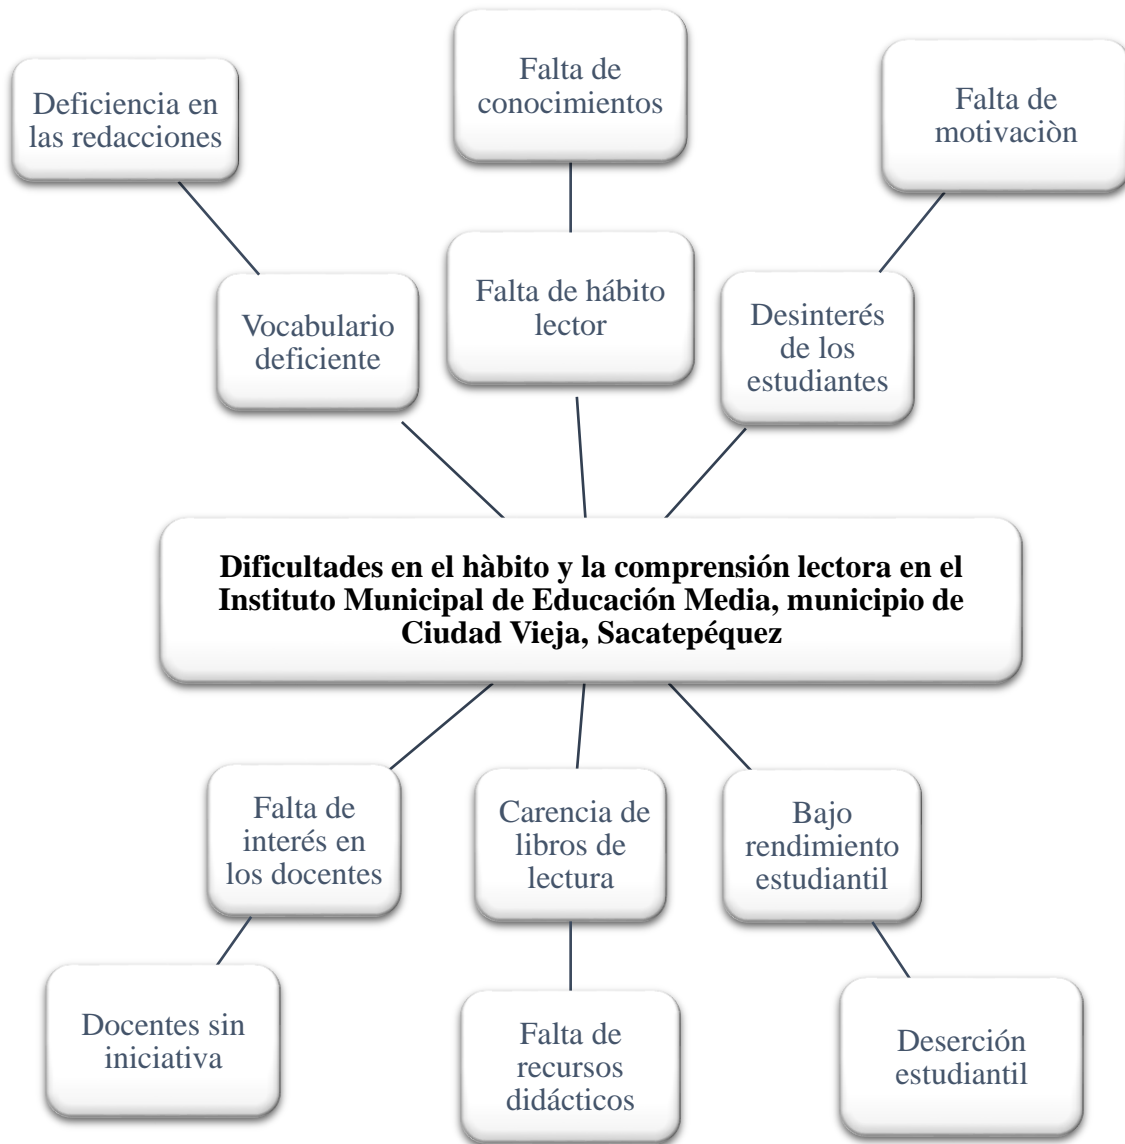 Falta de
conocimientos
Deficiencia en
las redacciones
Falta de
motivaciòn
Falta de hábito
lector
Vocabulario
deficiente
Desinterés
de los
estudiantes
Dificultades en el hàbito y la comprensión lectora en el
Instituto Municipal de Educación Media, municipio de
Ciudad Vieja, Sacatepéquez
Falta de
interés en
los docentes
Carencia de
libros de
lectura
Bajo
rendimiento
estudiantil
Docentes sin
iniciativa
Falta de
recursos
didácticos
Deserción
estudiantil